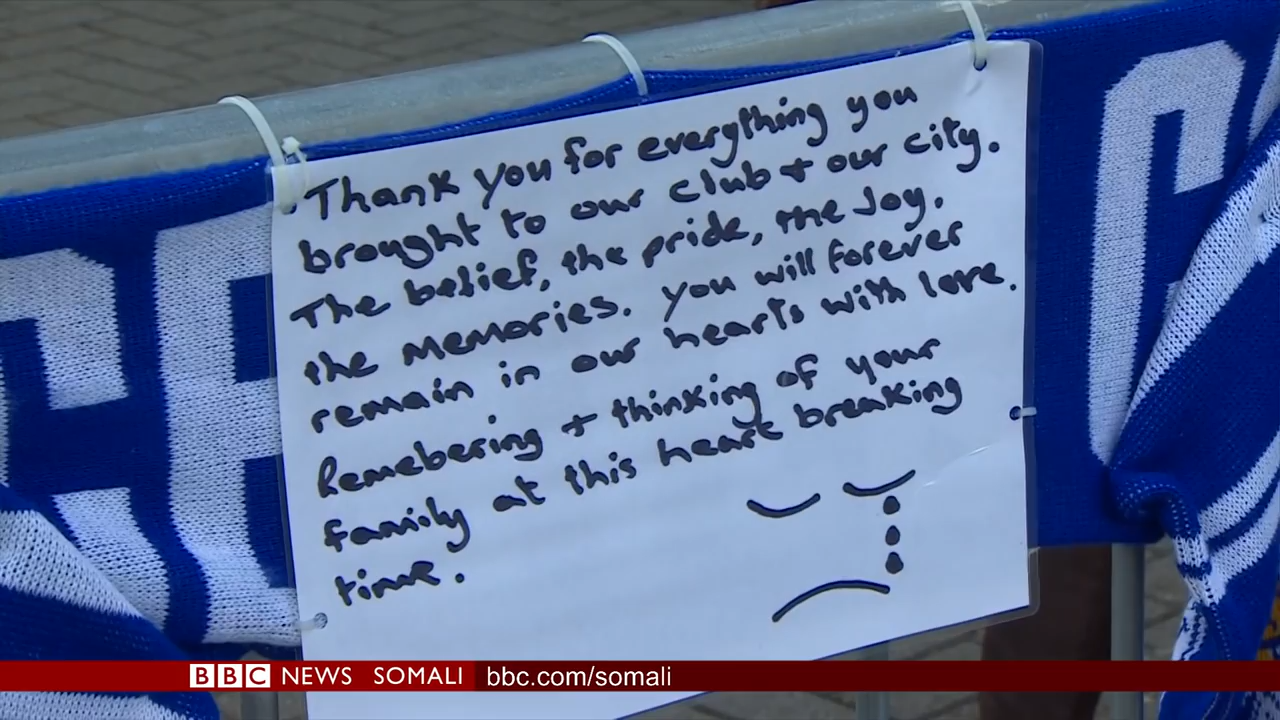 Thank you for everything you
brought to our club + our city.
The belief, the pride, the Joy.
the memories. You will forever
remain in our hearts with love.
Remebering + thinking of your
family at this heart breaking
time.
BBC NEWS SOMALI bbc.com/somali